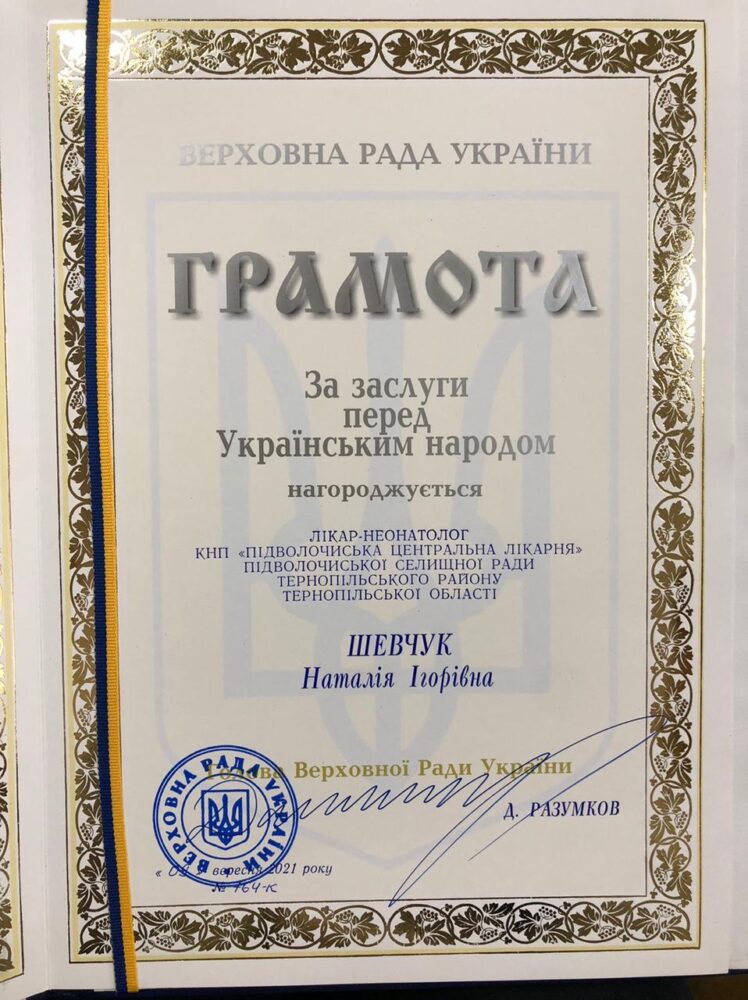 ВЕРХОВНА РАДА УКРАЇНИ
ГРАМОТА
За заслуги
перед
Українським народом
нагороджується
ЛІКАР-НЕОНАТОЛОГ
КНП «ПІДВОЛОЧИСЬКА ЦЕНТРАЛЬНА ЛІКАРНЯ»
ПІДВОЛОЧИСЬКОЇ СЕЛИЩНОЇ РАДИ
ТЕРНОПІЛЬСЬКОГО РАЙОНУ
ТЕРНОПІЛЬСЬКОЇ ОБЛАСТІ
ШЕВЧУК
Наталія Ігорівна
Голова Верховної Ради України
Д. РАЗУМКОВ
ВЕРХОВНА РАДА УКРАЇНИ
« 09 » вересня 2021 року
№ 764-к